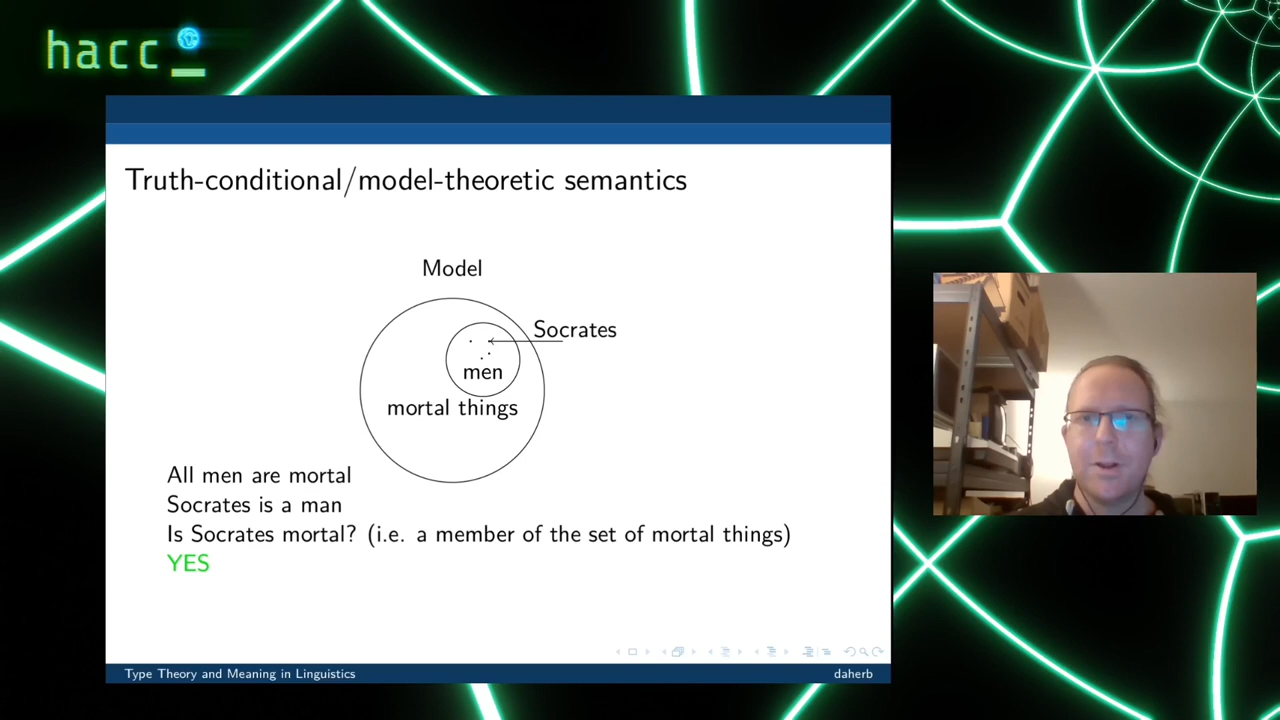 hacc_
Truth-conditional/model-theoretic semantics
Model
Socrates
men
mortal things
All men are mortal
Socrates is a man
Is Socrates mortal? (i.e. a member of the set of mortal things)
YES
Type Theory and Meaning in Linguistics
daherb